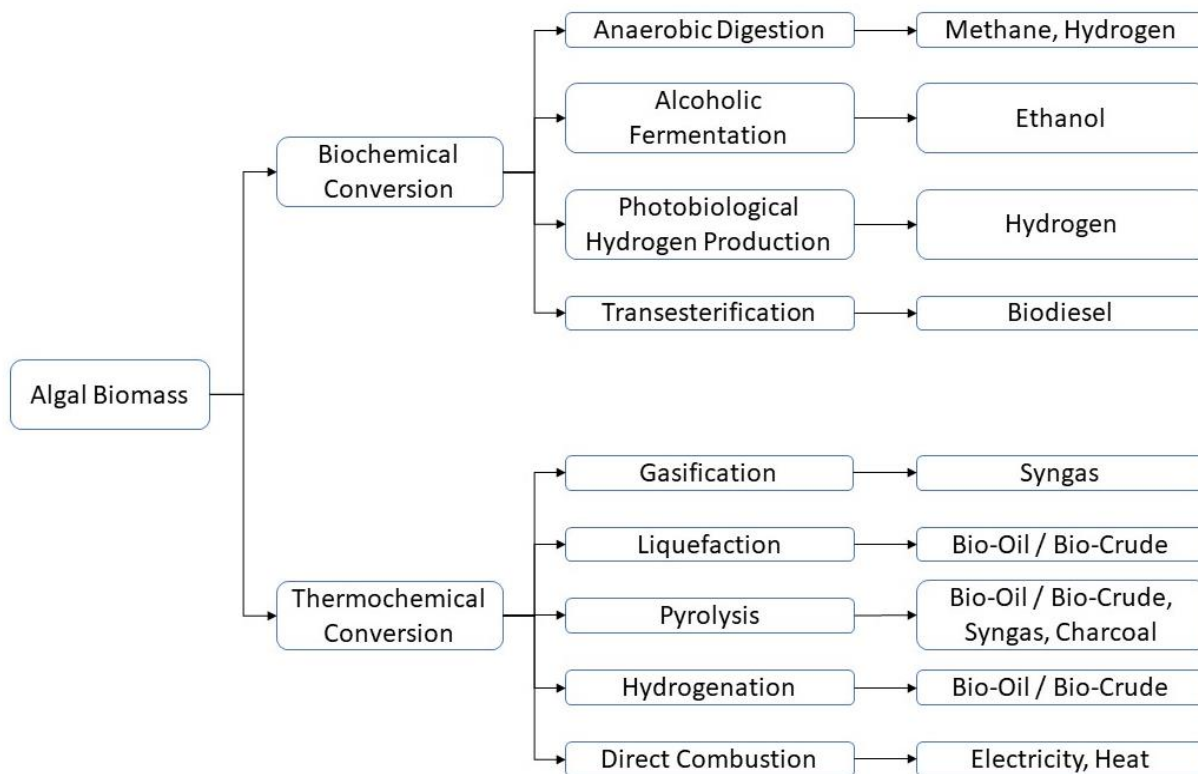 Anaerobic Digestion
Methane, Hydrogen
Alcoholic
Fermentation
Ethanol
Biochemical
Conversion
Photobiological
Hydrogen Production
Hydrogen
Transesterification
Biodiesel
Algal Biomass
Gasification
Syngas
Liquefaction
Bio-Oil / Bio-Crude
Thermochemical
Conversion
Pyrolysis
Bio-Oil / Bio-Crude,
Syngas, Charcoal
Hydrogenation
Bio-Oil / Bio-Crude
Direct Combustion
Electricity, Heat